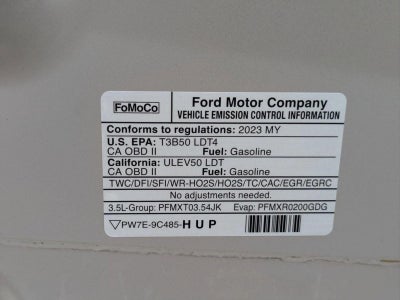 FoMoCo
Ford Motor Company
VEHICLE EMISSION CONTROL INFORMATION
Conforms to regulations: 2023 MY
U.S. EPA: T3B50 LDT4
CA OBD II Fuel: Gasoline
California: ULEV50 LDT
CA OBD II Fuel: Gasoline
TWC/DFI/SFI/WR-HO2S/HO2S/TC/CAC/EGR/EGRC
No adjustments needed.
3.5L-Group: PFMXT03.54JK Evap: PFMXR0200GDG
PW7E-9C485-HUP